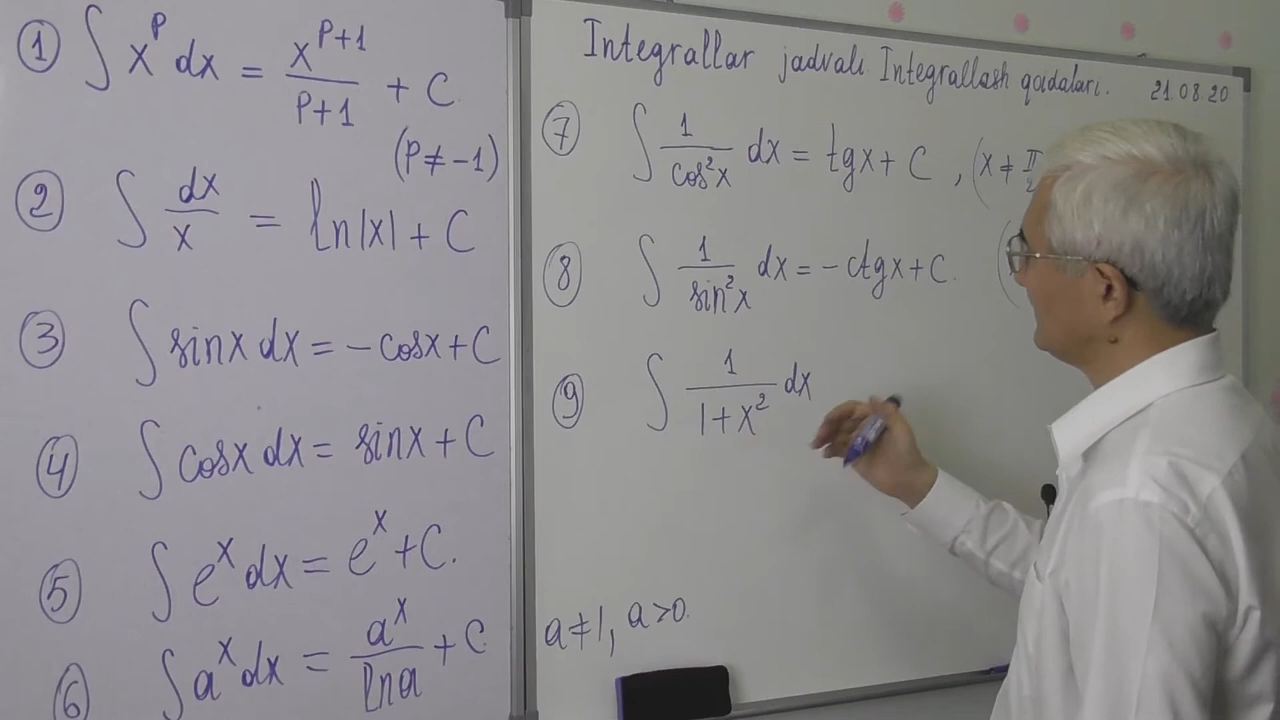 ① ∫ x^p dx = x^(p+1) / (p+1) + C
(p ≠ -1)
② ∫ dx/x = ln|x| + C
③ ∫ sinx dx = -cosx + C
④ ∫ cosx dx = sinx + C
⑤ ∫ e^x dx = e^x + C.
⑥ ∫ a^x dx = a^x / lna + C
a ≠ 1, a > 0.
Integrallar jadvali. Integrallash qoidalari. 21.08.20
⑦ ∫ 1/cos²x dx = tgx + C , (x ≠ π/2
⑧ ∫ 1/sin²x dx = -ctgx + C.
⑨ ∫ 1/(1+x²) dx